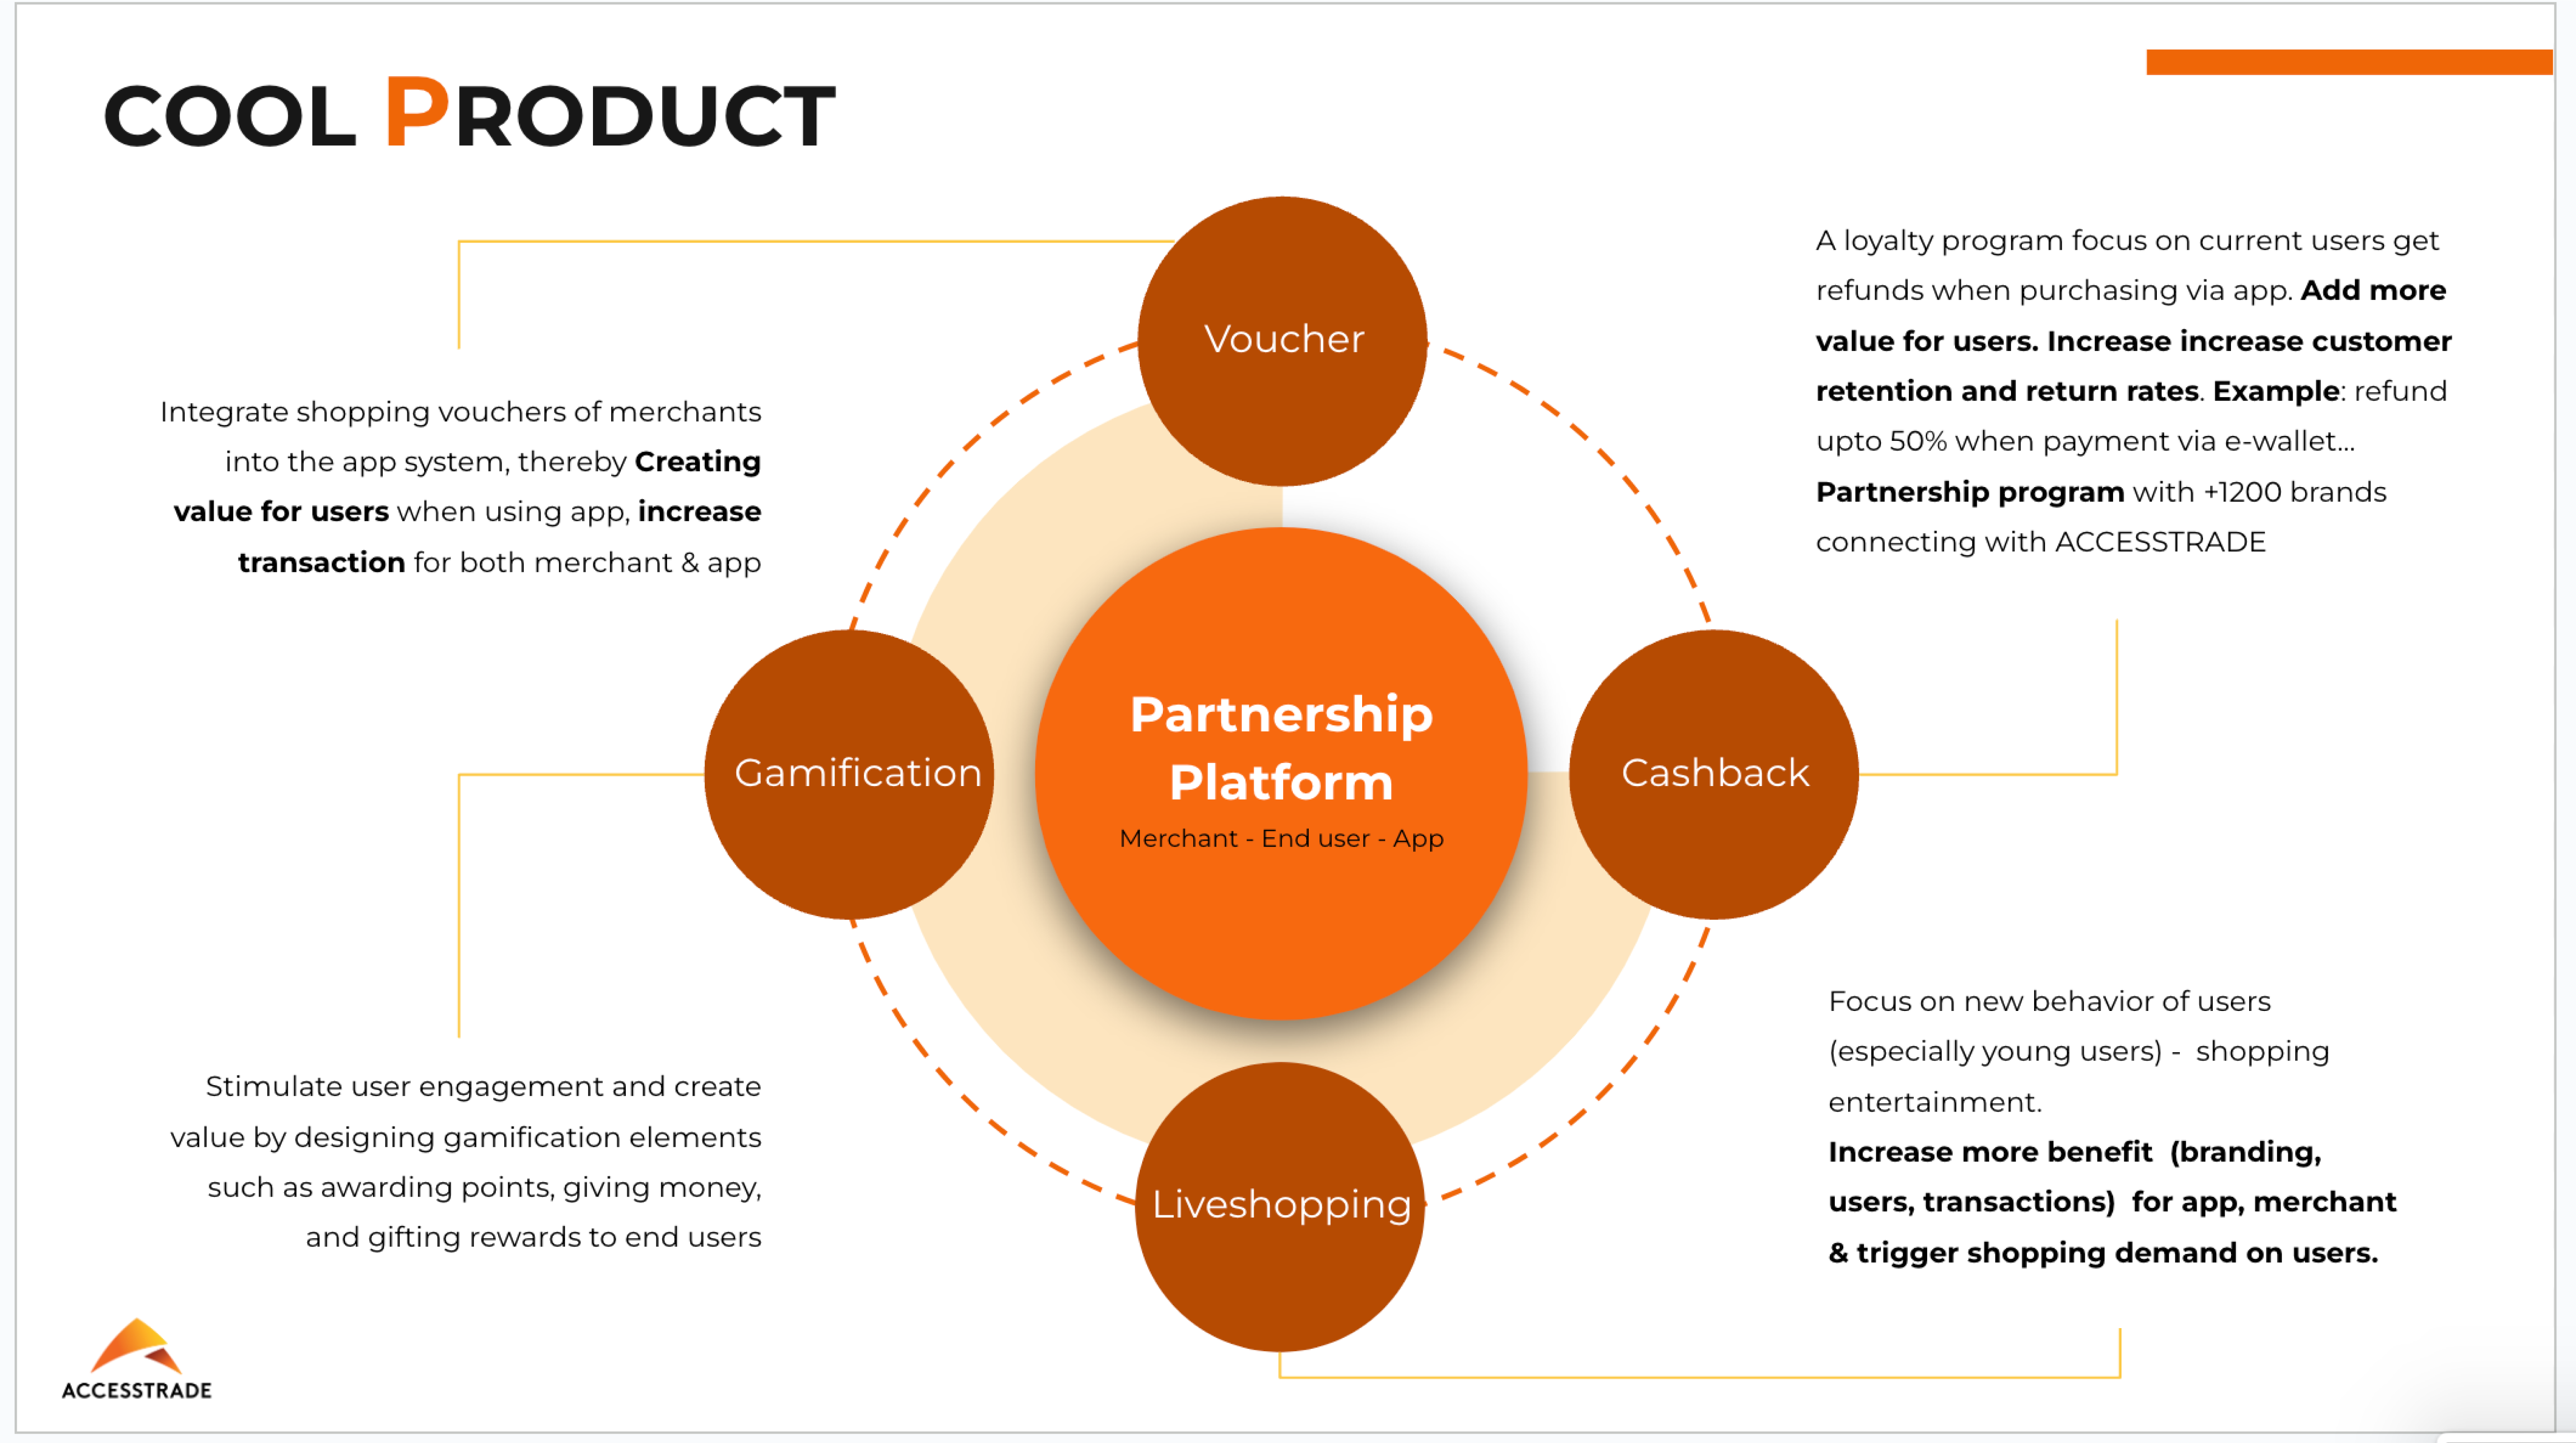 COOL PRODUCT
Voucher
Integrate shopping vouchers of merchants
into the app system, thereby Creating
value for users when using app, increase
transaction for both merchant & app
A loyalty program focus on current users get
refunds when purchasing via app. Add more
value for users. Increase increase customer
retention and return rates. Example: refund
upto 50% when payment via e-wallet...
Partnership program with +1200 brands
connecting with ACCESSTRADE
Gamification
Partnership
Platform
Merchant - End user - App
Cashback
Stimulate user engagement and create
value by designing gamification elements
such as awarding points, giving money,
and gifting rewards to end users
Liveshopping
Focus on new behavior of users
(especially young users) -  shopping
entertainment.
Increase more benefit  (branding,
users, transactions)  for app, merchant
& trigger shopping demand on users.
ACCESSTRADE